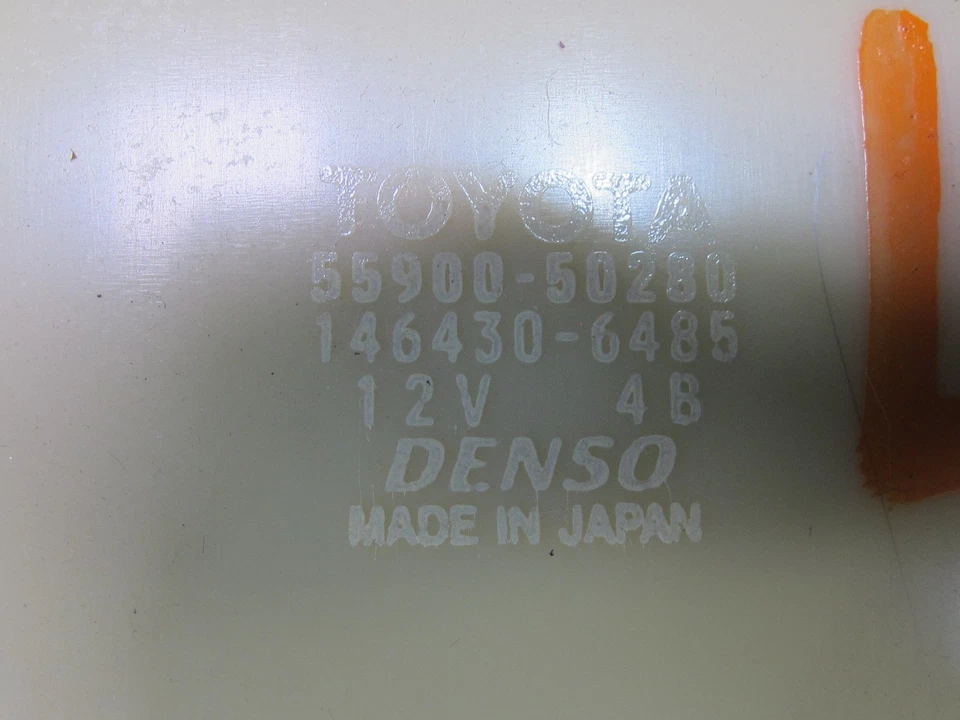 TOYOTA
55900-50280
146430-6485
12V 4B
DENSO
MADE IN JAPAN